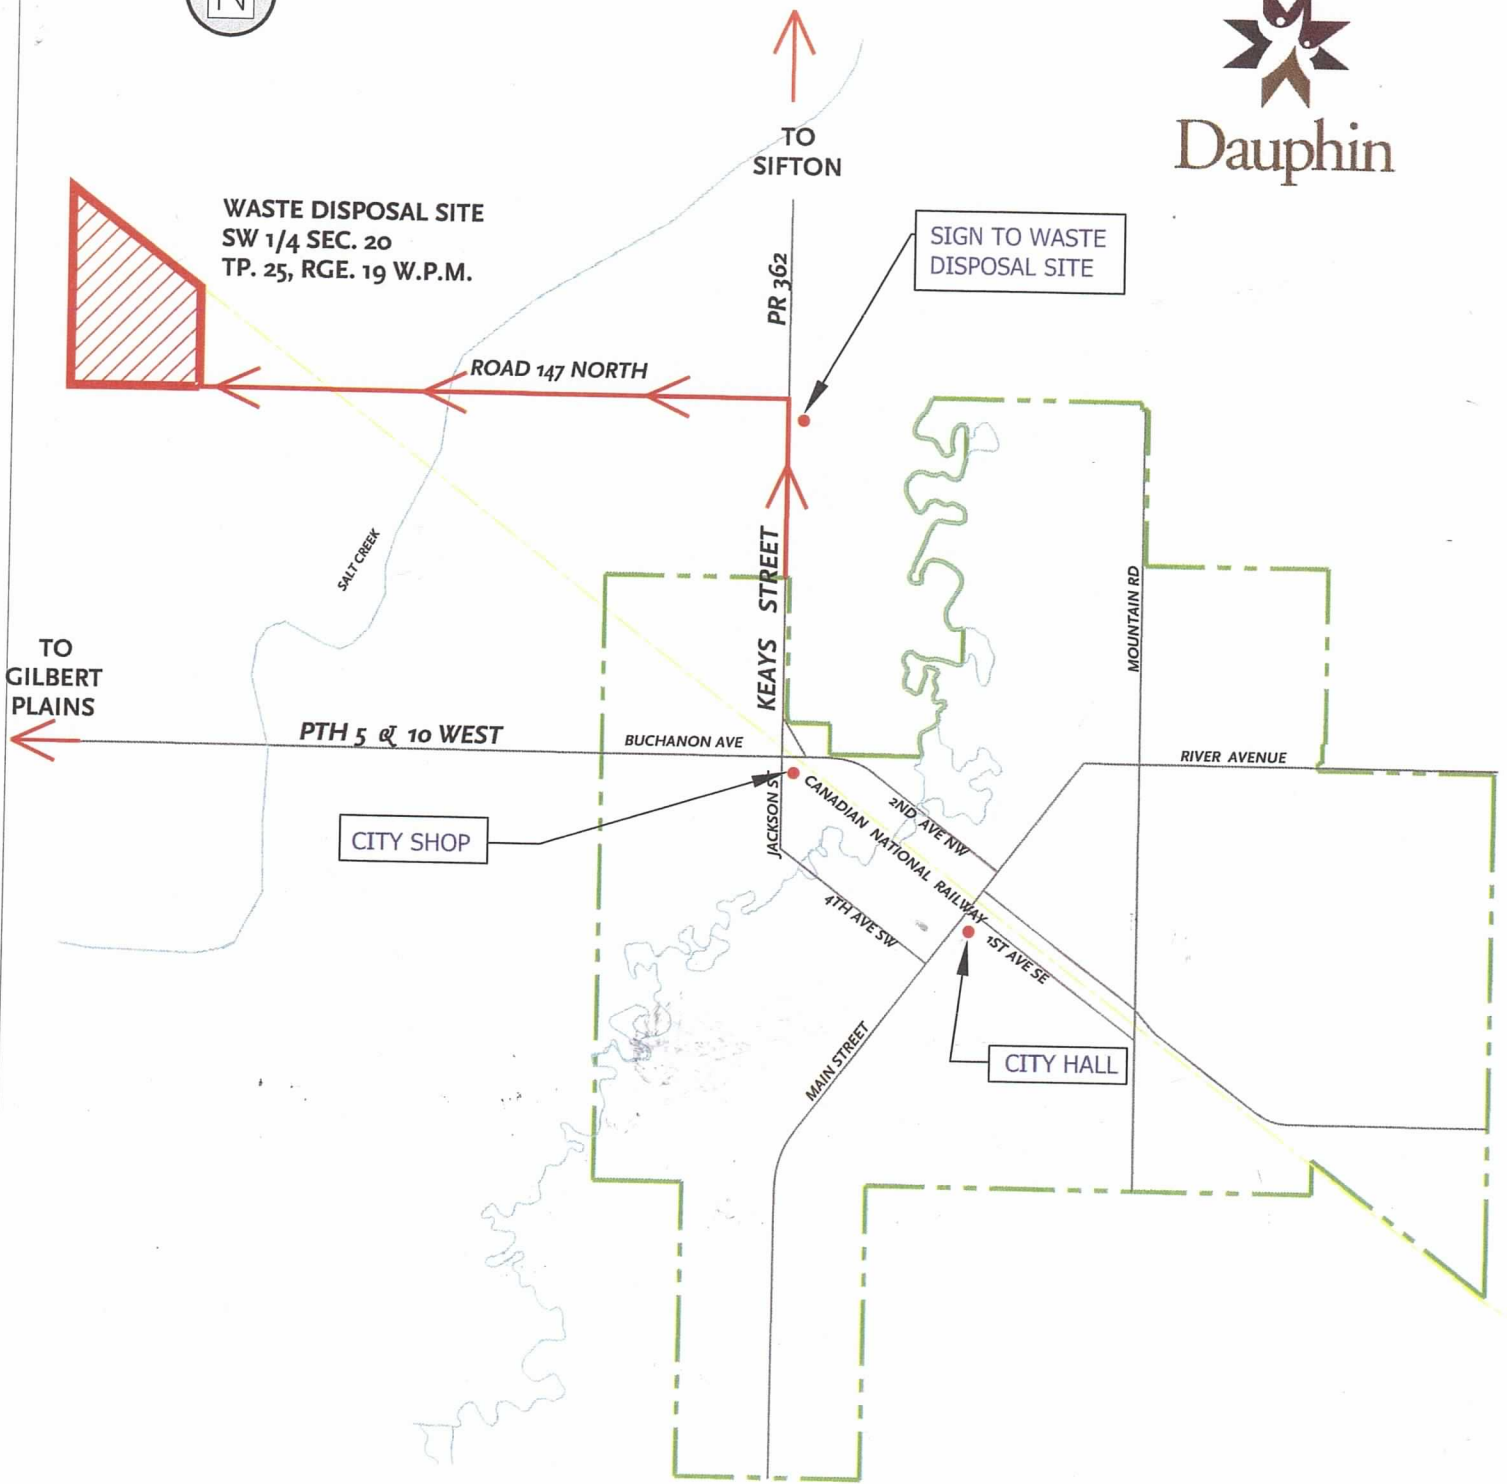 N
Dauphin
TO
SIFTON
WASTE DISPOSAL SITE
SW 1/4 SEC. 20
TP. 25, RGE. 19 W.P.M.
SIGN TO WASTE
DISPOSAL SITE
PR 362
ROAD 147 NORTH
KEAYS STREET
SALT CREEK
MOUNTAIN RD
TO
GILBERT
PLAINS
PTH 5 & 10 WEST
BUCHANON AVE
RIVER AVENUE
CITY SHOP
JACKSON S
CANADIAN NATIONAL RAILWAY
2ND AVE NW
4TH AVE SW
1ST AVE SE
MAIN STREET
CITY HALL